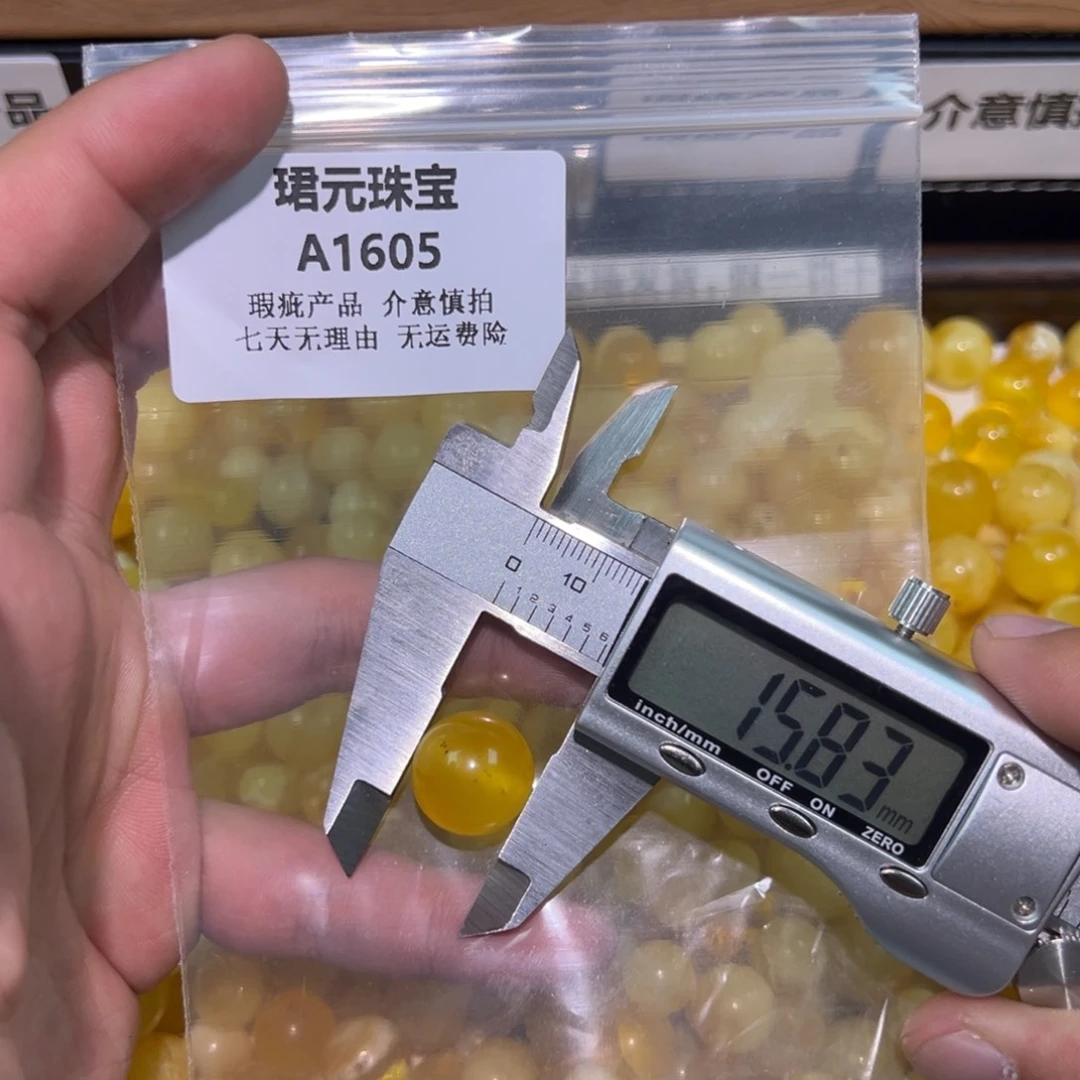 品
介意慎
珺元珠宝
A1605
瑕疵产品 介意慎拍
七天无理由 无运费险
0 10
1 2 3 4 5 6
15.83mm
inch/mm
OFF ON
ZERO